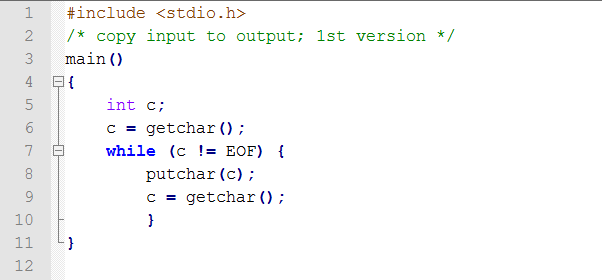 1 #include <stdio.h>
2 /* copy input to output; 1st version */
3 main()
4 {
5 int c;
6 c = getchar();
7 while (c != EOF) {
8 putchar(c);
9 c = getchar();
10 }
11 }
12